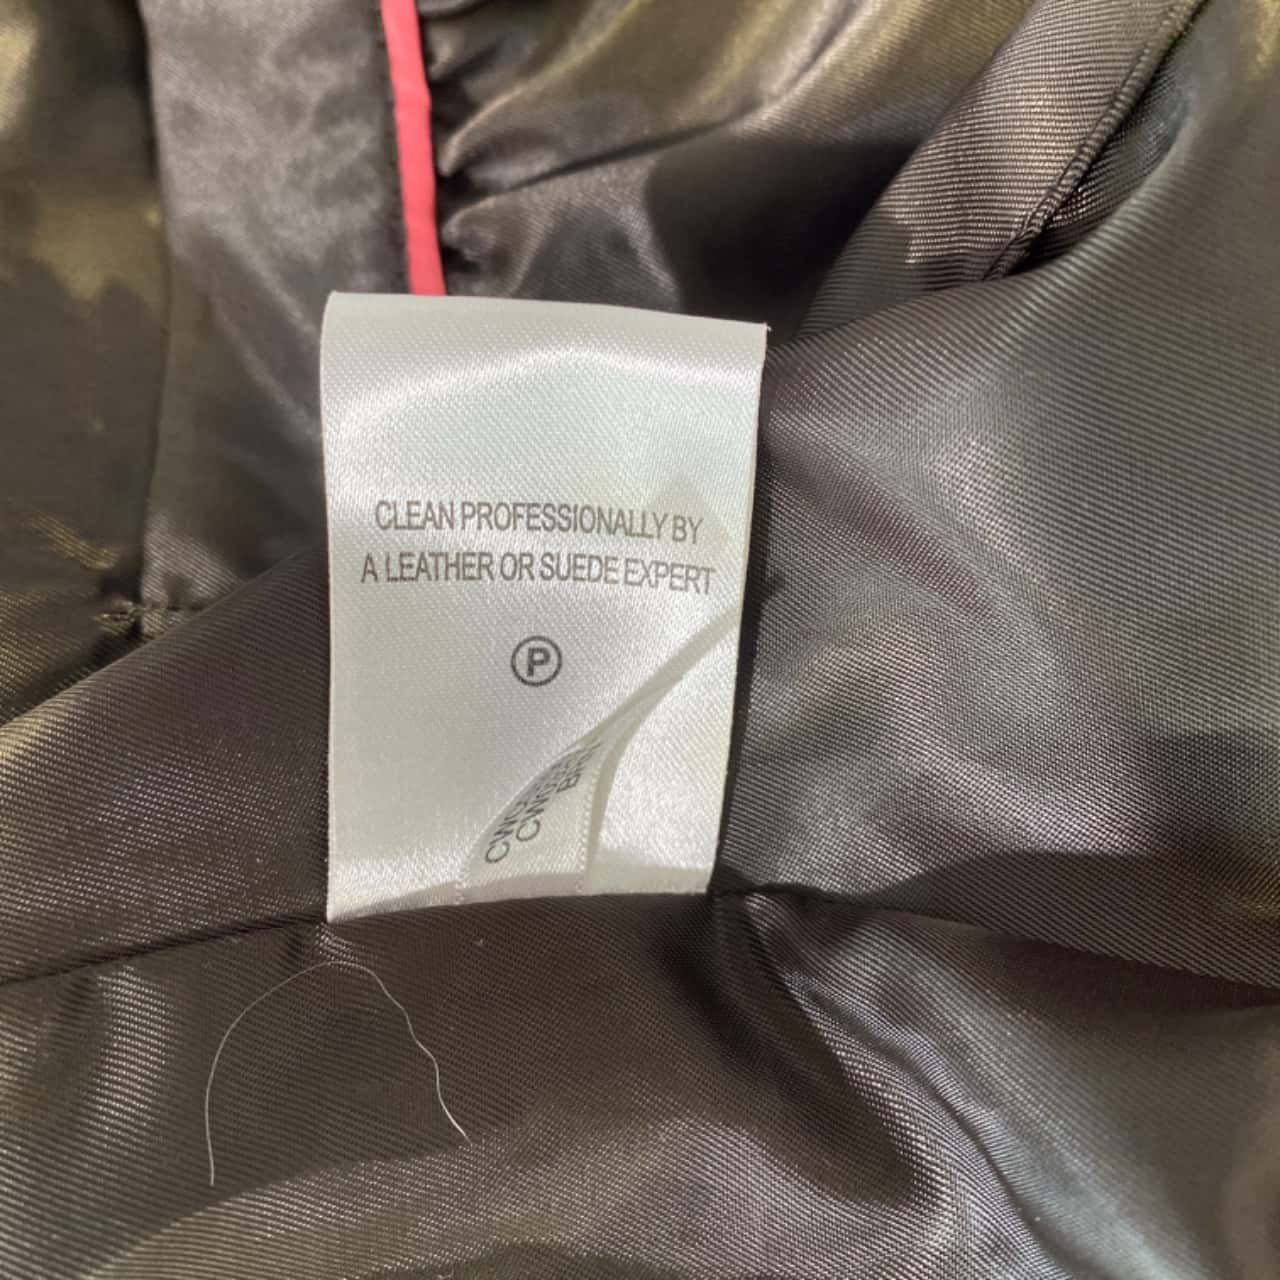 CLEAN PROFESSIONALLY BY
A LEATHER OR SUEDE EXPERT
P